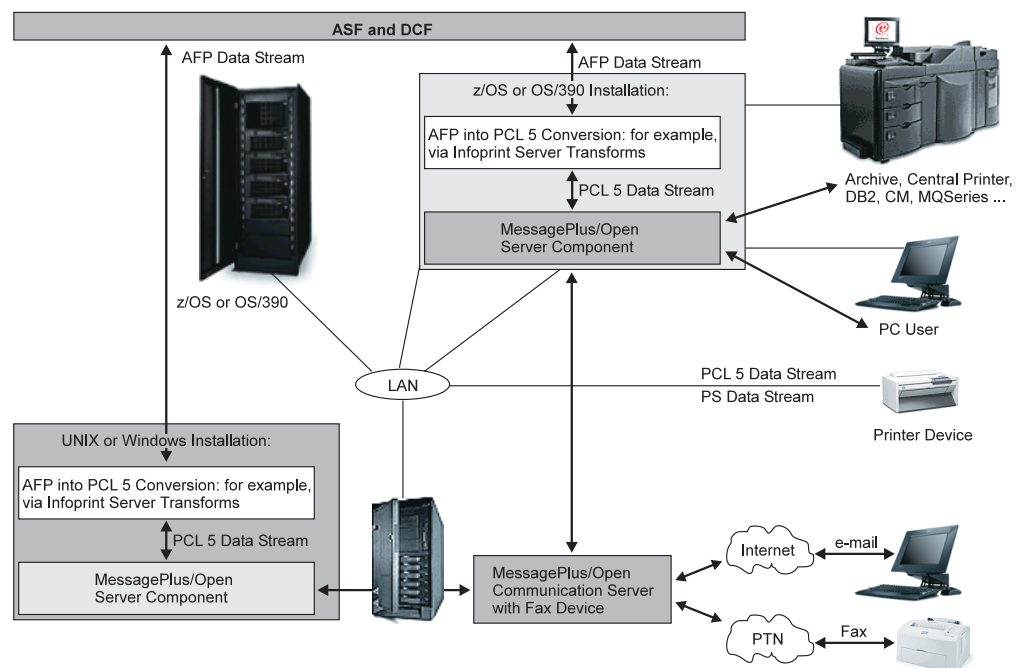 ASF and DCF
AFP Data Stream
AFP Data Stream
z/OS or OS/390 Installation:
AFP into PCL 5 Conversion: for example,
via Infoprint Server Transforms
PCL 5 Data Stream
Archive, Central Printer,
DB2, CM, MQSeries ...
MessagePlus/Open
Server Component
z/OS or OS/390
PC User
LAN
PCL 5 Data Stream
PS Data Stream
Printer Device
UNIX or Windows Installation:
AFP into PCL 5 Conversion: for example,
via Infoprint Server Transforms
PCL 5 Data Stream
MessagePlus/Open
Server Component
MessagePlus/Open
Communication Server
with Fax Device
Internet
e-mail
PTN
Fax